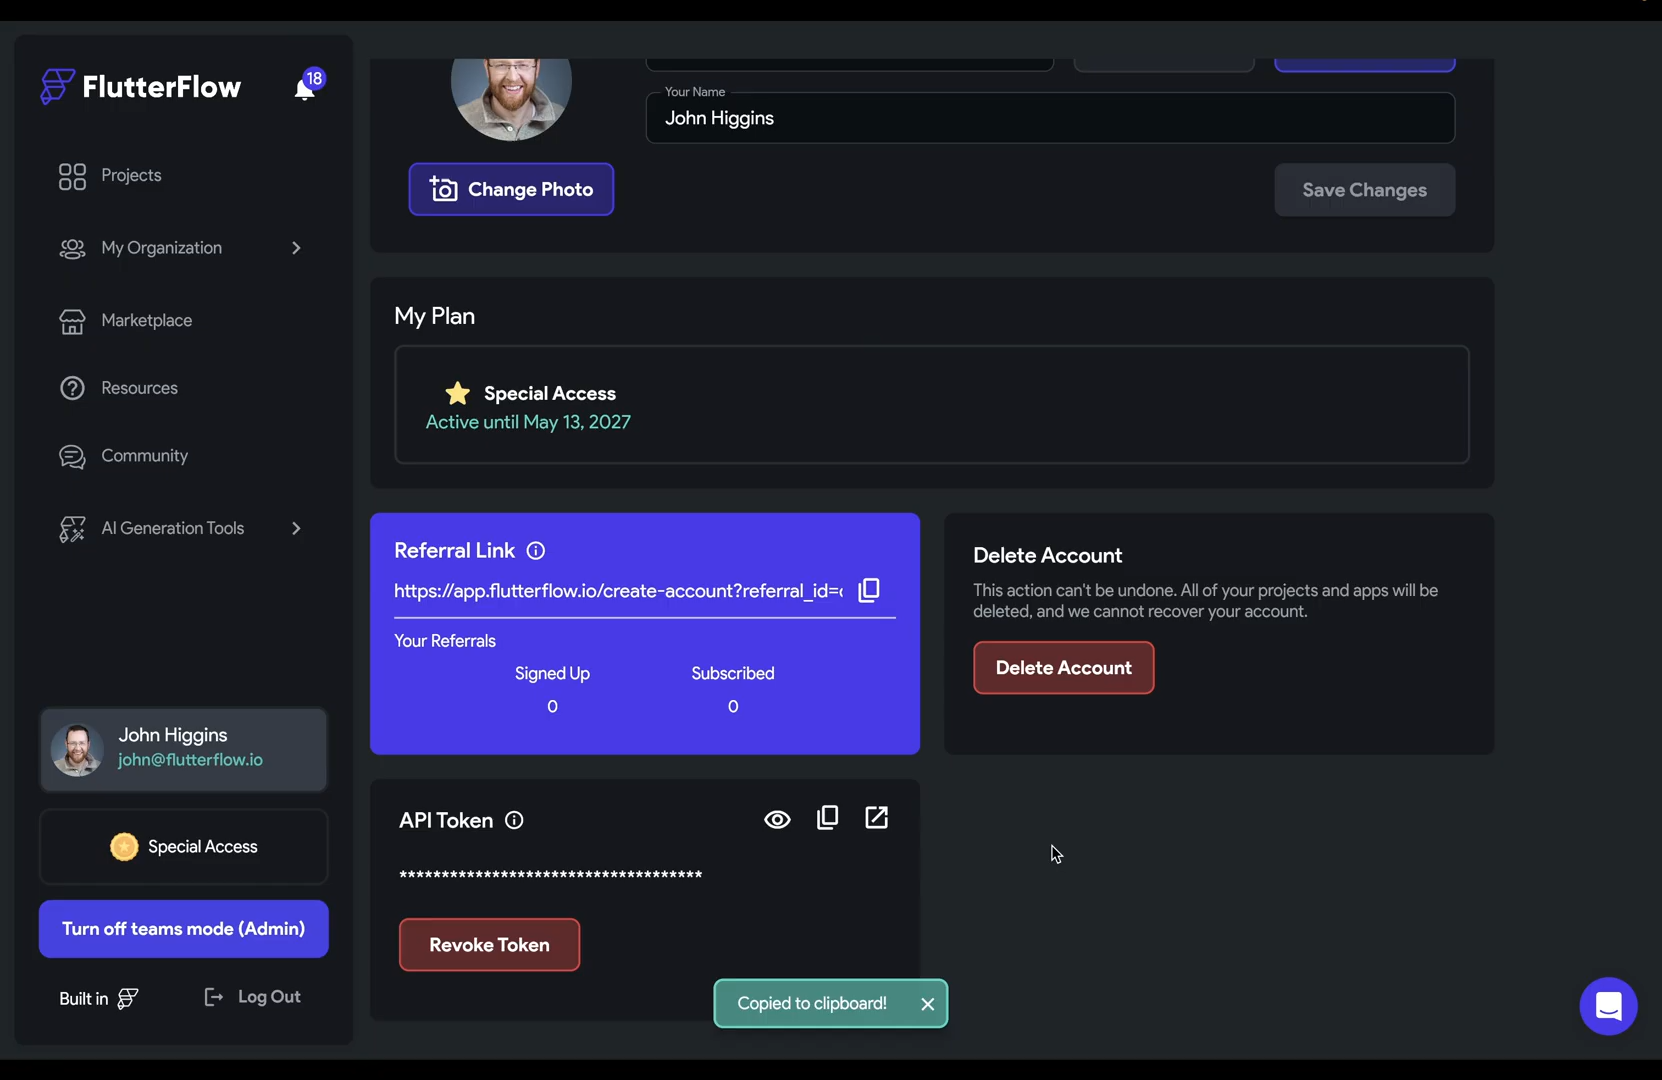 FlutterFlow
18
Projects
My Organization
Marketplace
Resources
Community
AI Generation Tools
John Higgins
john@flutterflow.io
Special Access
Turn off teams mode (Admin)
Built in
Log Out
Your Name
John Higgins
Change Photo
Save Changes
My Plan
Special Access
Active until May 13, 2027
Referral Link
https://app.flutterflow.io/create-account?referral_id=
Your Referrals
Signed Up
Subscribed
0
0
Delete Account
This action can't be undone. All of your projects and apps will be
deleted, and we cannot recover your account.
Delete Account
API Token
************************************
Revoke Token
Copied to clipboard!